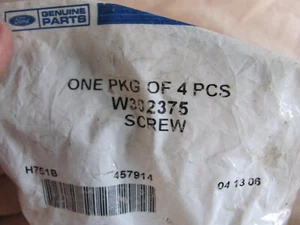 Ford GENUINE
PARTS
ONE PKG OF 4 PCS
W302375
SCREW
H751B 457914 04 13 06